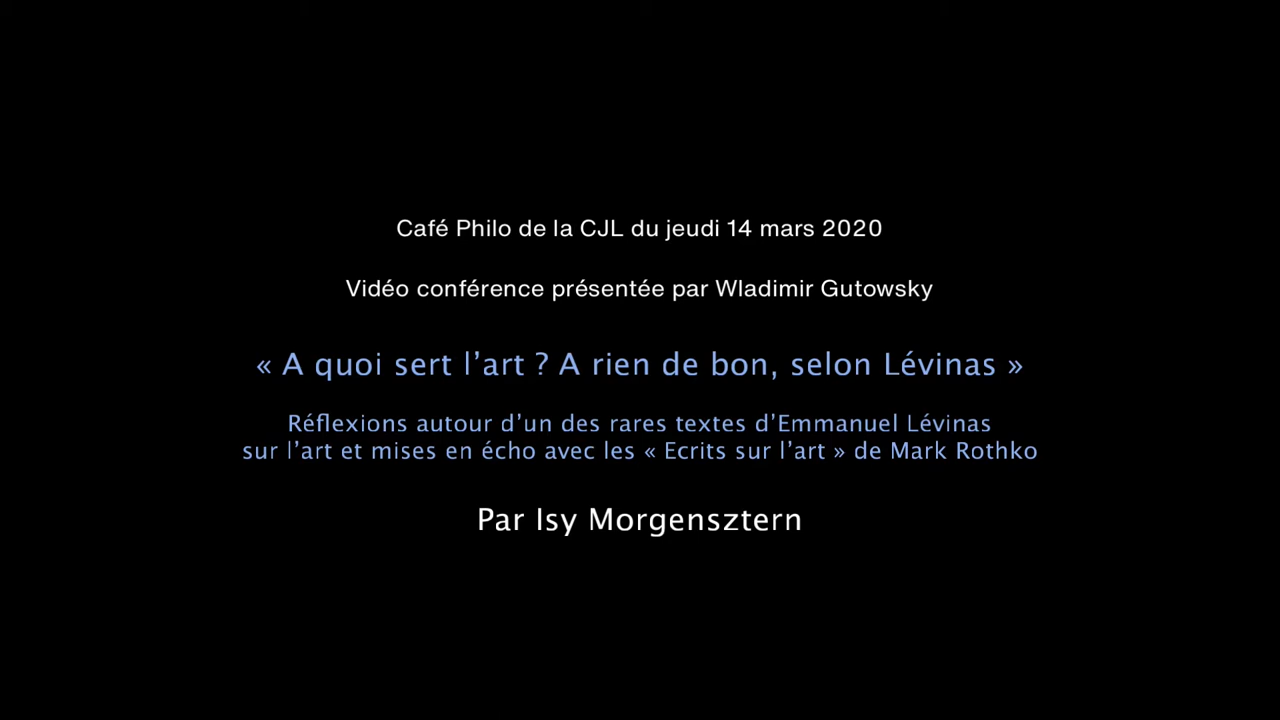 Café Philo de la CJL du jeudi 14 mars 2020
Vidéo conférence présentée par Wladimir Gutowsky
« A quoi sert l’art ? A rien de bon, selon Lévinas »
Réflexions autour d’un des rares textes d’Emmanuel Lévinas
sur l’art et mises en écho avec les « Ecrits sur l’art » de Mark Rothko
Par Isy Morgensztern